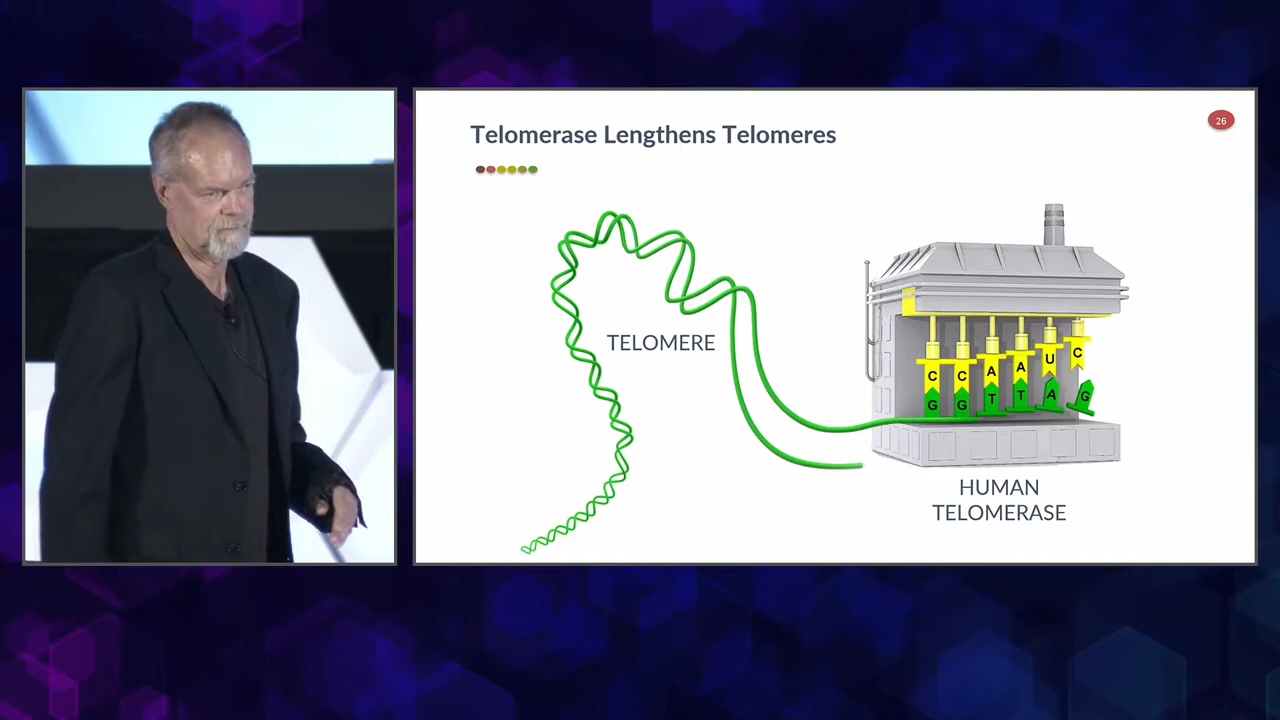 Telomerase Lengthens Telomeres
26
TELOMERE
C C A A U C
G G T T A G
HUMAN
TELOMERASE